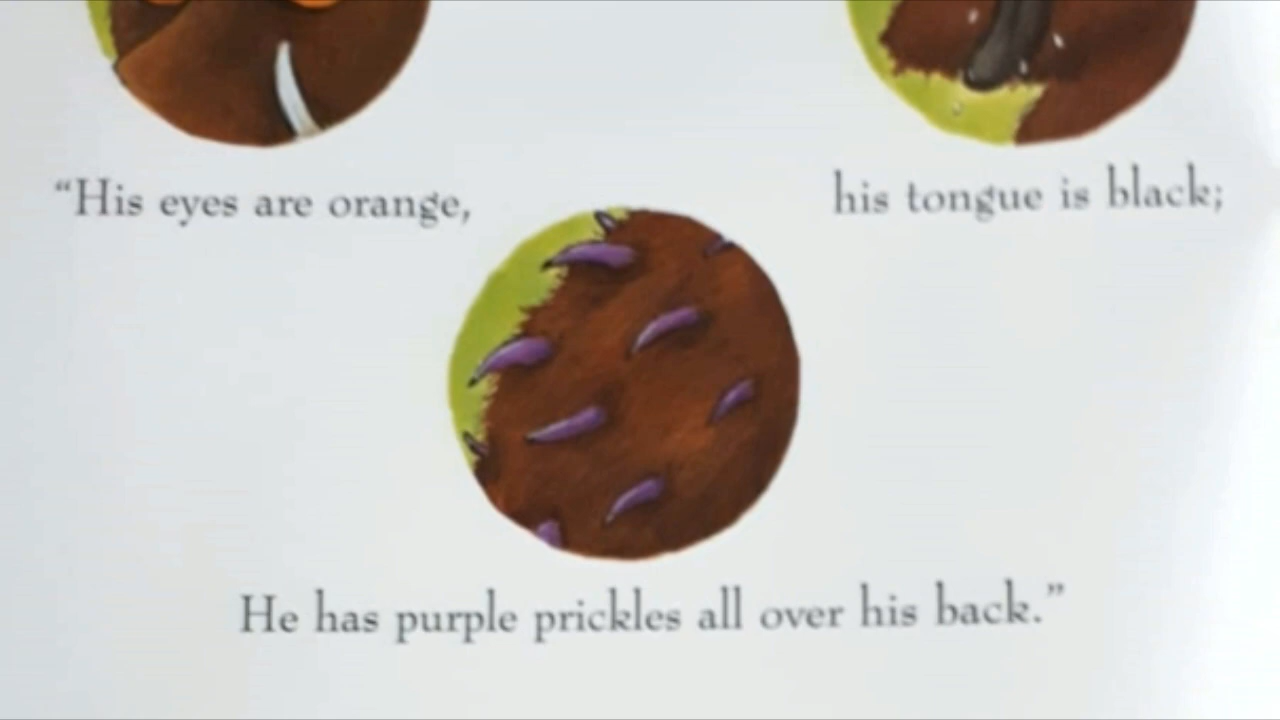 “His eyes are orange,
his tongue is black;
He has purple prickles all over his back.”